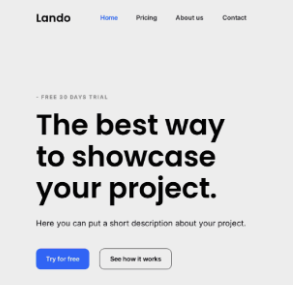 Lando
Home Pricing About us Contact
- FREE 30 DAYS TRIAL
The best way
to showcase
your project.
Here you can put a short description about your project.
Try for free See how it works